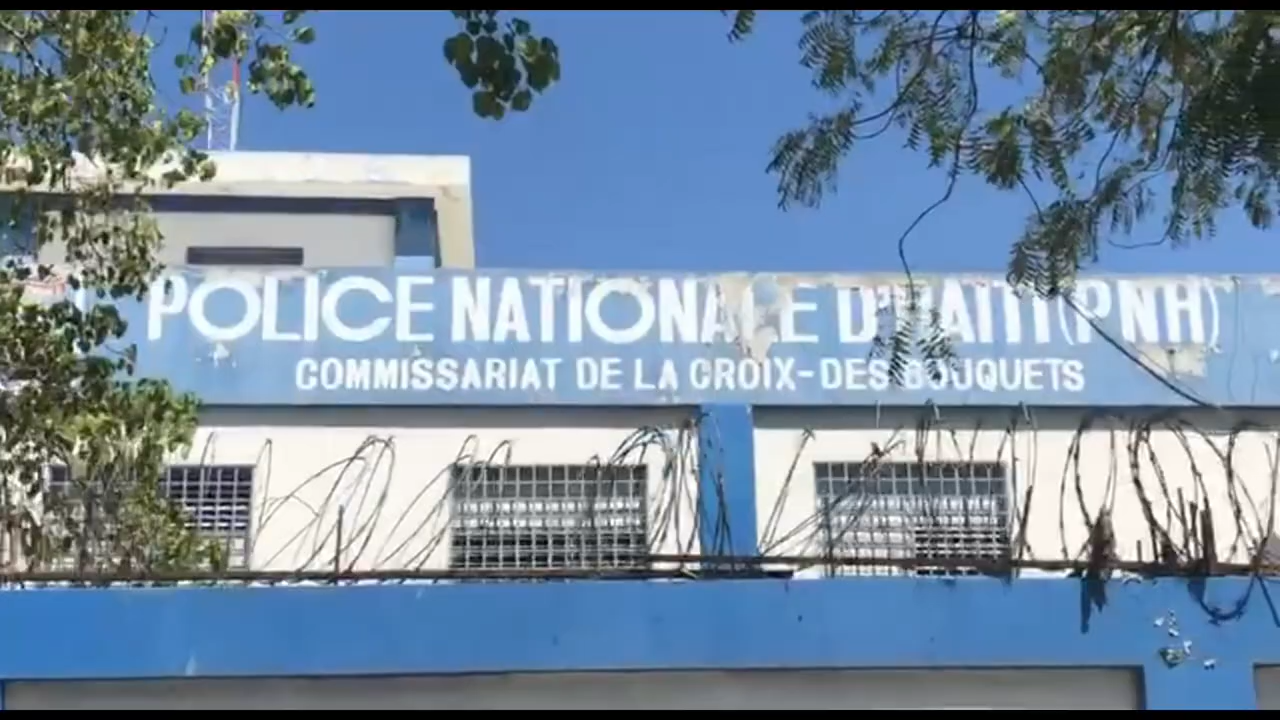 POLICE NATIONALE D'HAITI (PNH)
COMMISSARIAT DE LA CROIX-DES BOUQUETS